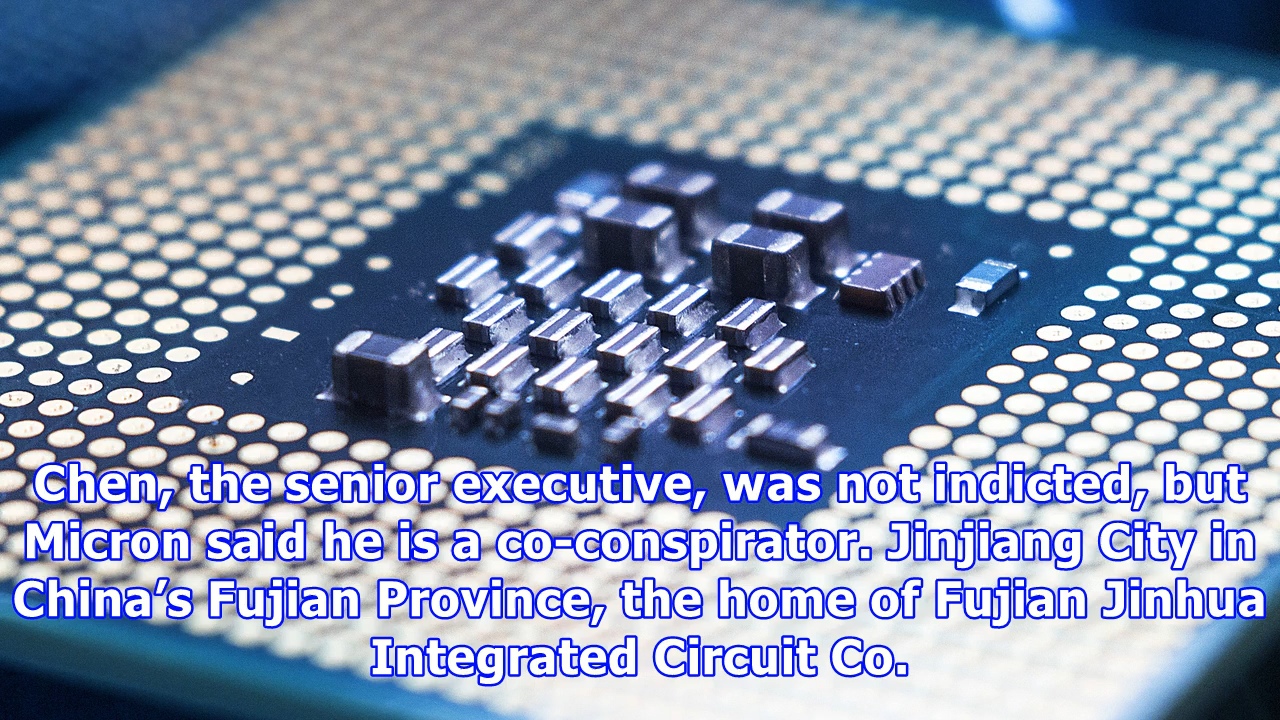 Chen, the senior executive, was not indicted, but
Micron said he is a co-conspirator. Jinjiang City in
China’s Fujian Province, the home of Fujian Jinhua
Integrated Circuit Co.